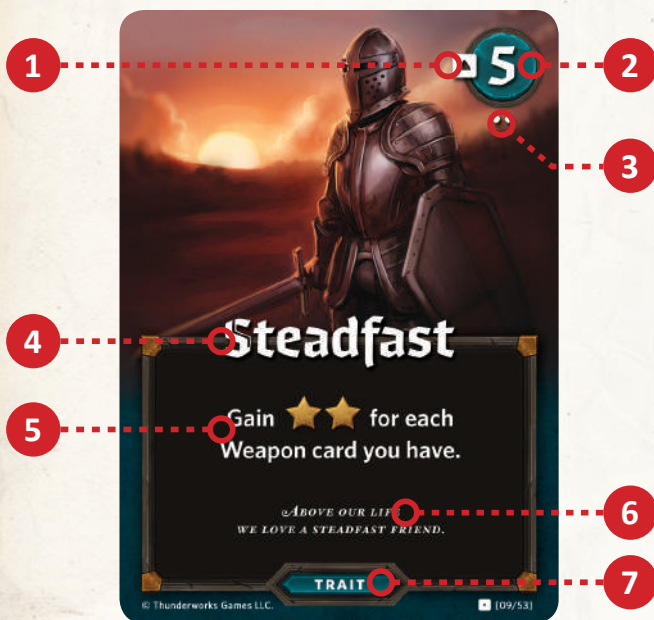 1
5
2
3
4
Steadfast
5
Gain for each
Weapon card you have.
ABOVE OUR LIFE
WE LOVE A STEADFAST FRIEND.
6
TRAIT
7
© Thunderworks Games LLC.
[09/53]